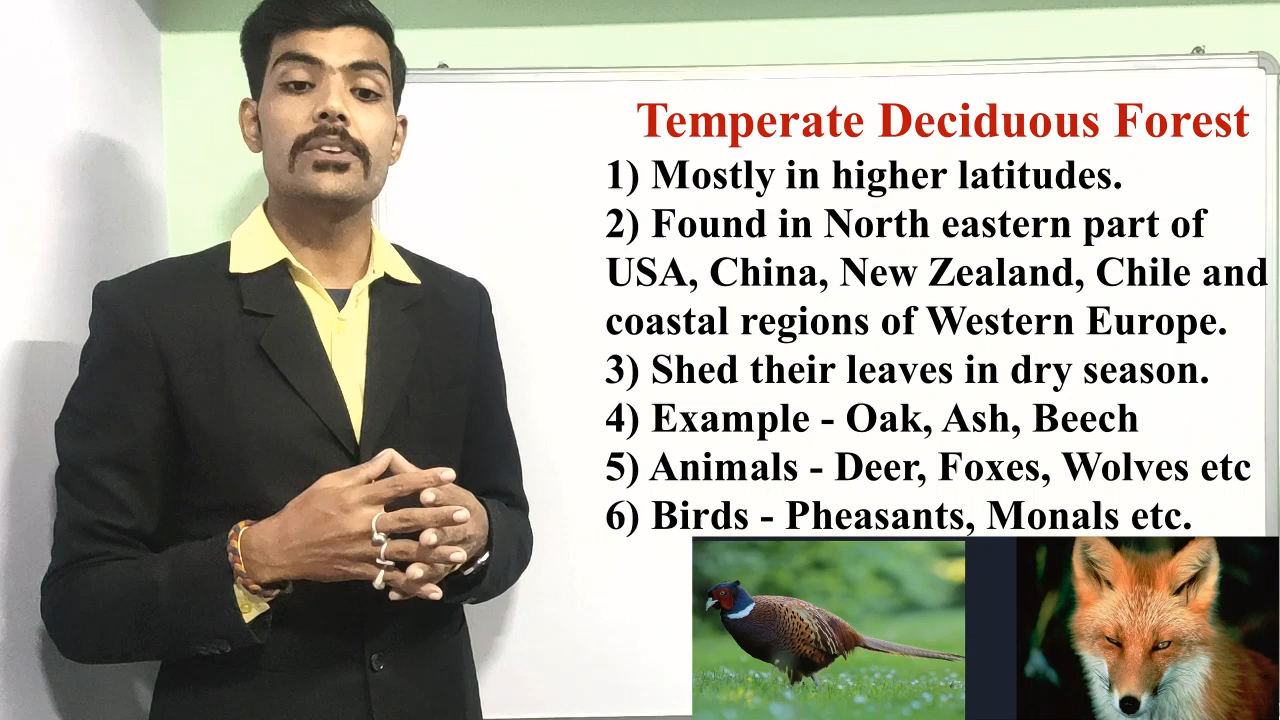 Temperate Deciduous Forest
1) Mostly in higher latitudes.
2) Found in North eastern part of
USA, China, New Zealand, Chile and
coastal regions of Western Europe.
3) Shed their leaves in dry season.
4) Example - Oak, Ash, Beech
5) Animals - Deer, Foxes, Wolves etc
6) Birds - Pheasants, Monals etc.